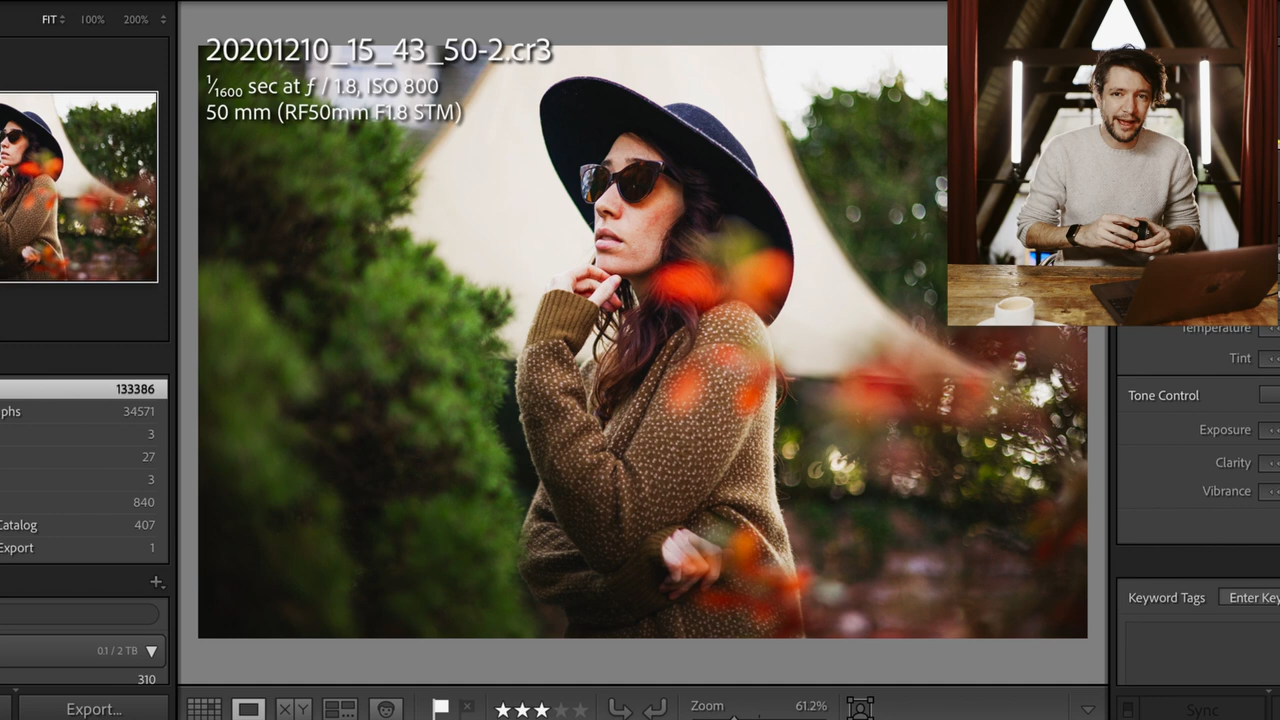 FIT 100% 200%
20201210_15_43_50-2.cr3
1/1600 sec at ƒ / 1.8, ISO 800
50 mm (RF50mm F1.8 STM)
133386
phs 34571
3
27
3
840
Catalog 407
Export 1
+
0.1 / 2 TB
310
Export...
XY
Zoom 61.2%
Temperature
Tint
Tone Control
Exposure
Clarity
Vibrance
Keyword Tags Enter Key
Sync